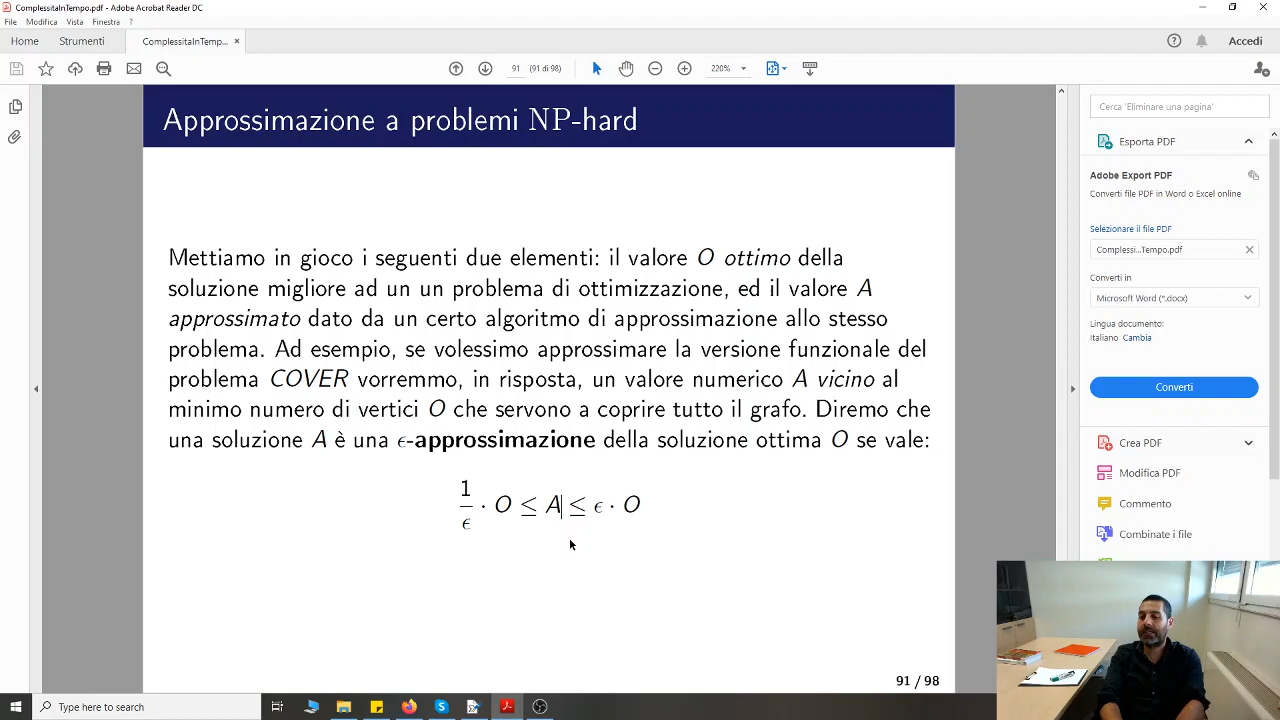 ComplessitaInTempo.pdf - Adobe Acrobat Reader DC
File Modifica Vista Finestra ?
Home Strumenti ComplessitaInTemp... × Accedi
91 (91 di 98) 220%
Approssimazione a problemi NP-hard
Mettiamo in gioco i seguenti due elementi: il valore O ottimo della
soluzione migliore ad un un problema di ottimizzazione, ed il valore A
approssimato dato da un certo algoritmo di approssimazione allo stesso
problema. Ad esempio, se volessimo approssimare la versione funzionale del
problema COVER vorremmo, in risposta, un valore numerico A vicino al
minimo numero di vertici O che servono a coprire tutto il grafo. Diremo che
una soluzione A è una ϵ-approssimazione della soluzione ottima O se vale:
1/ϵ · O ≤ A ≤ ϵ · O
91 / 98
Cerca 'Eliminare una pagina'
Esporta PDF
Adobe Export PDF
Converti file PDF in Word o Excel online
Selezionare il file PDF
Complessi...Tempo.pdf ×
Converti in
Microsoft Word (*.docx)
Lingua documento:
Italiano Cambia
Converti
Crea PDF
Modifica PDF
Commento
Combinate i file
Type here to search